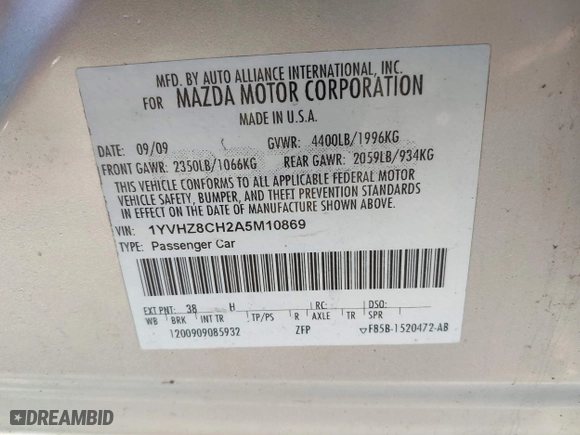 MFD. BY AUTO ALLIANCE INTERNATIONAL, INC.
FOR MAZDA MOTOR CORPORATION
MADE IN U.S.A.
DATE: 09/09 GVWR: 4400LB/1996KG
FRONT GAWR: 2350LB/1066KG REAR GAWR: 2059LB/934KG
THIS VEHICLE CONFORMS TO ALL APPLICABLE FEDERAL MOTOR
VEHICLE SAFETY, BUMPER, AND THEFT PREVENTION STANDARDS
IN EFFECT ON THE DATE OF MANUFACTURE SHOWN ABOVE.
VIN: 1YVHZ8CH2A5M10869
TYPE: Passenger Car
EXT PNT: 38 H RC: DSO:
WB BRK INT TR TP/PS R AXLE TR SPR
1200909085932 ZFP F85B-1520472-AB
DREAMBID